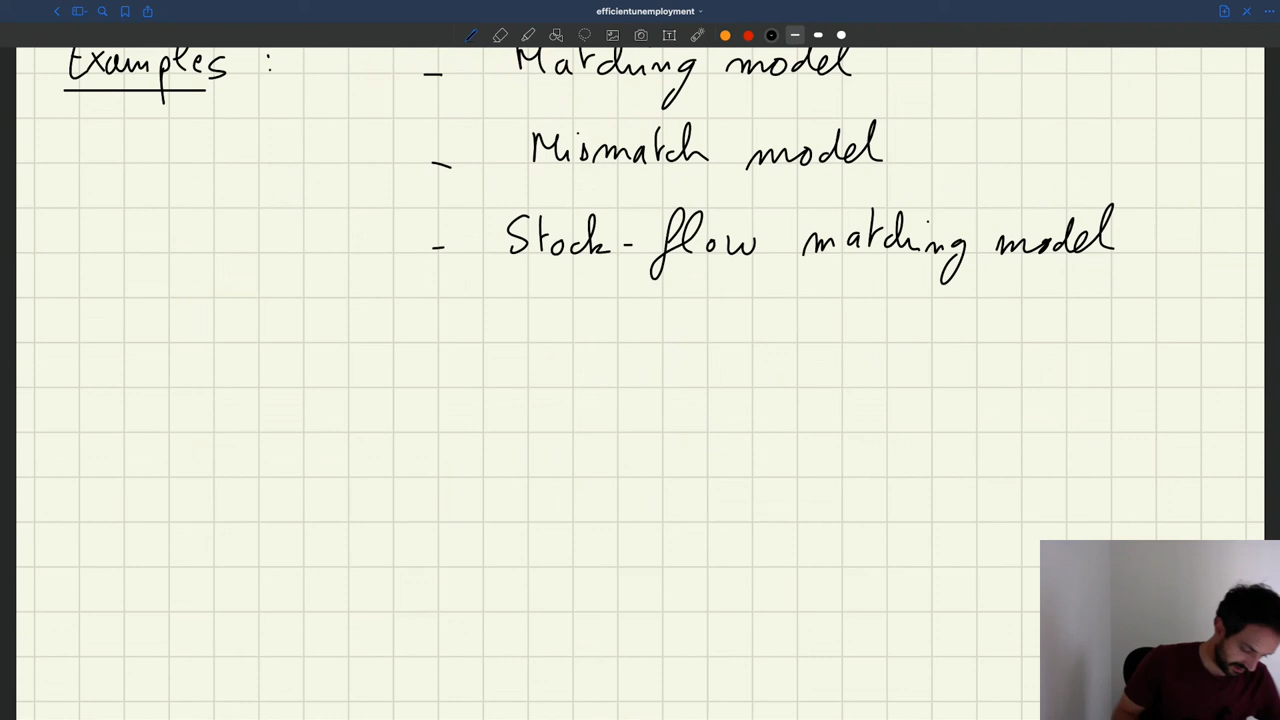 efficientunemployment
Examples : - Matching model
- Mismatch model
- Stock-flow matching model